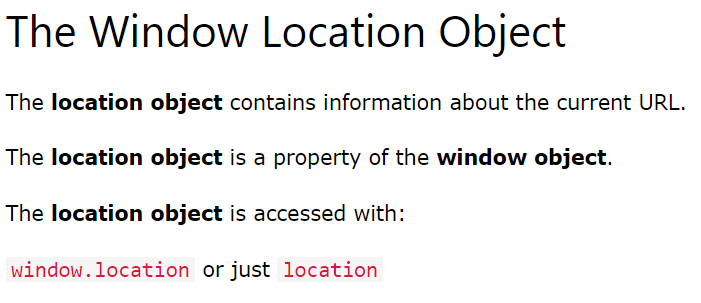 The Window Location Object
The location object contains information about the current URL.
The location object is a property of the window object.
The location object is accessed with:
window.location or just location